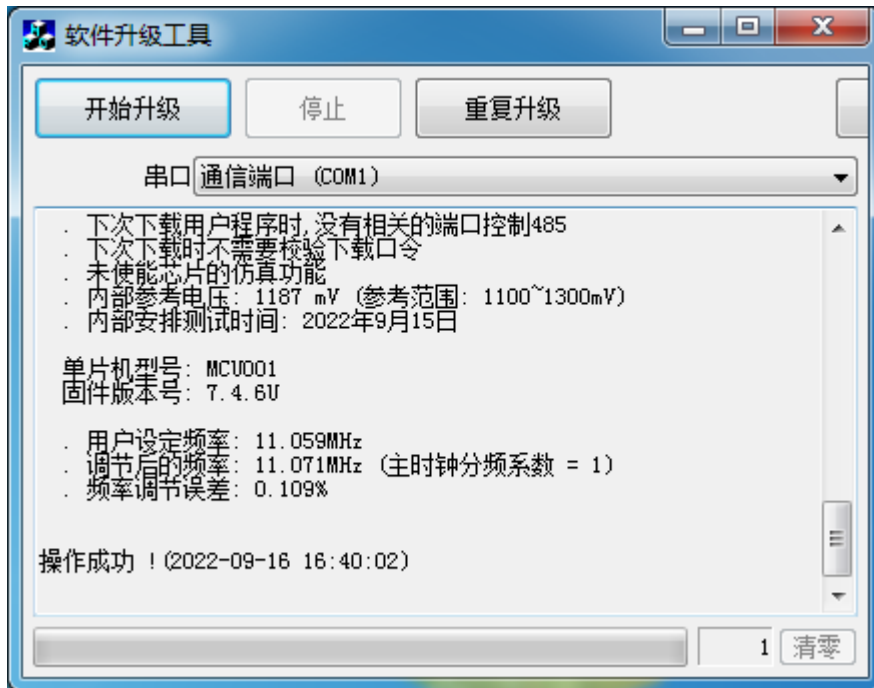 软件升级工具
开始升级 停止 重复升级
串口 通信端口 (COM1)
. 下次下载用户程序时,没有相关的端口控制485
. 下次下载时不需要校验下载口令
. 未使能芯片的仿真功能
. 内部参考电压: 1187 mV (参考范围: 1100~1300mV)
. 内部安排测试时间: 2022年9月15日
单片机型号: MCU001
固件版本号: 7.4.6U
. 用户设定频率: 11.059MHz
. 调节后的频率: 11.071MHz (主时钟分频系数 = 1)
. 频率调节误差: 0.109%
操作成功 !(2022-09-16 16:40:02)
1 清零